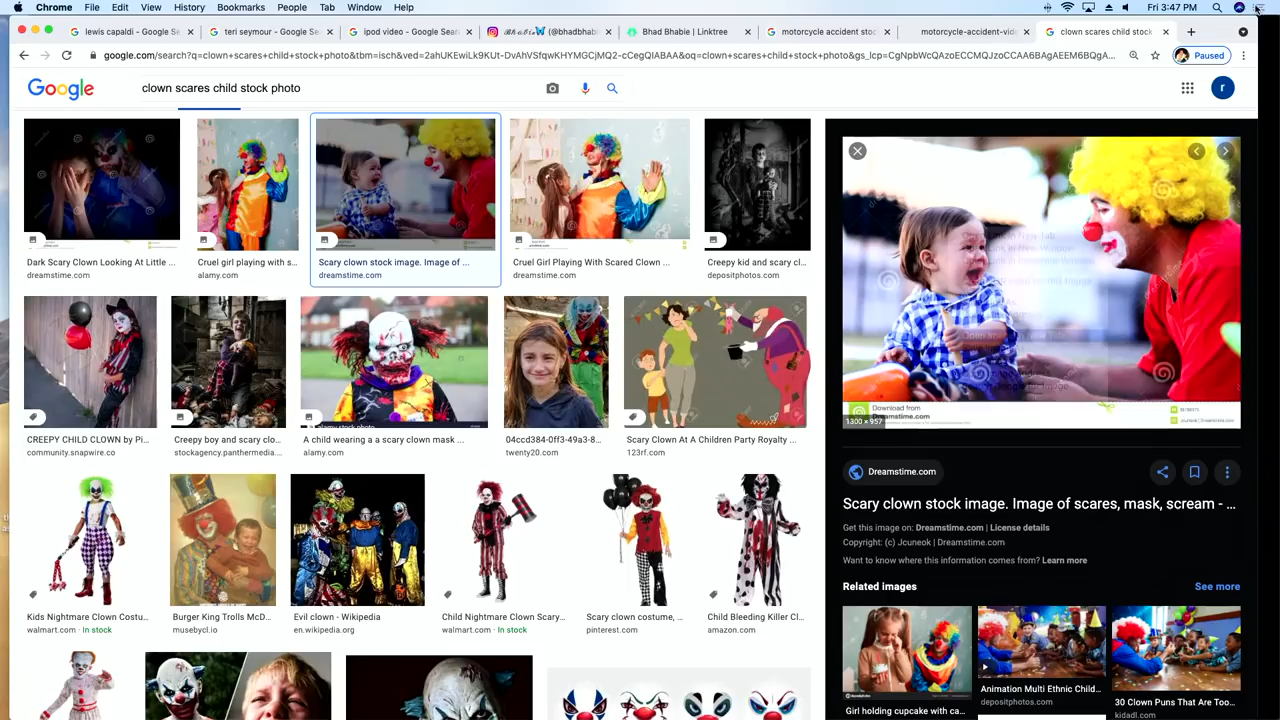 Chrome File Edit View History Bookmarks People Tab Window Help Fri 3:47 PM
lewis capaldi - Google Se
teri seymour - Google Se
ipod video - Google Sear
(@bhadbhabi
Bhad Bhabie | Linktree
motorcycle accident stoc
motorcycle-accident-vid
clown scares child stock
google.com/search?q=clown+scares+child+stock+photo&tbm=isch&ved=2ahUKEwiLk9KUt-DvAhVSfqwKHYMGCjMQ2-cCegQIABAA&oq=clown+scares+child+stock+photo&gs_lcp=CgNpbWcQAzoECCMQJzoCCAA6BAgAEEM6BQgA...
Paused
Google
clown scares child stock photo
r
Dark Scary Clown Looking At Little ...
dreamstime.com
Cruel girl playing with s...
alamy.com
Scary clown stock image. Image of ...
dreamstime.com
Cruel Girl Playing With Scared Clown ...
dreamstime.com
Creepy kid and scary cl...
depositphotos.com
CREEPY CHILD CLOWN by Pi...
community.snapwire.co
Creepy boy and scary clo...
stockagency.panthermedia....
A child wearing a a scary clown mask ...
alamy.com
04ccd384-0ff3-49a3-8...
twenty20.com
Scary Clown At A Children Party Royalty ...
123rf.com
Kids Nightmare Clown Costu...
walmart.com · In stock
Burger King Trolls McD...
musebycl.io
Evil clown - Wikipedia
en.wikipedia.org
Child Nightmare Clown Scary...
walmart.com · In stock
Scary clown costume, ...
pinterest.com
Child Bleeding Killer Cl...
amazon.com
Download from
Dreamstime.com
1300 × 957
Dreamstime.com
Scary clown stock image. Image of scares, mask, scream - ...
Get this image on: Dreamstime.com | License details
Copyright: (c) Jcuneok | Dreamstime.com
Want to know where this information comes from? Learn more
Related images
See more
Girl holding cupcake with ca...
Animation Multi Ethnic Child...
depositphotos.com
30 Clown Puns That Are Too...
kidadl.com